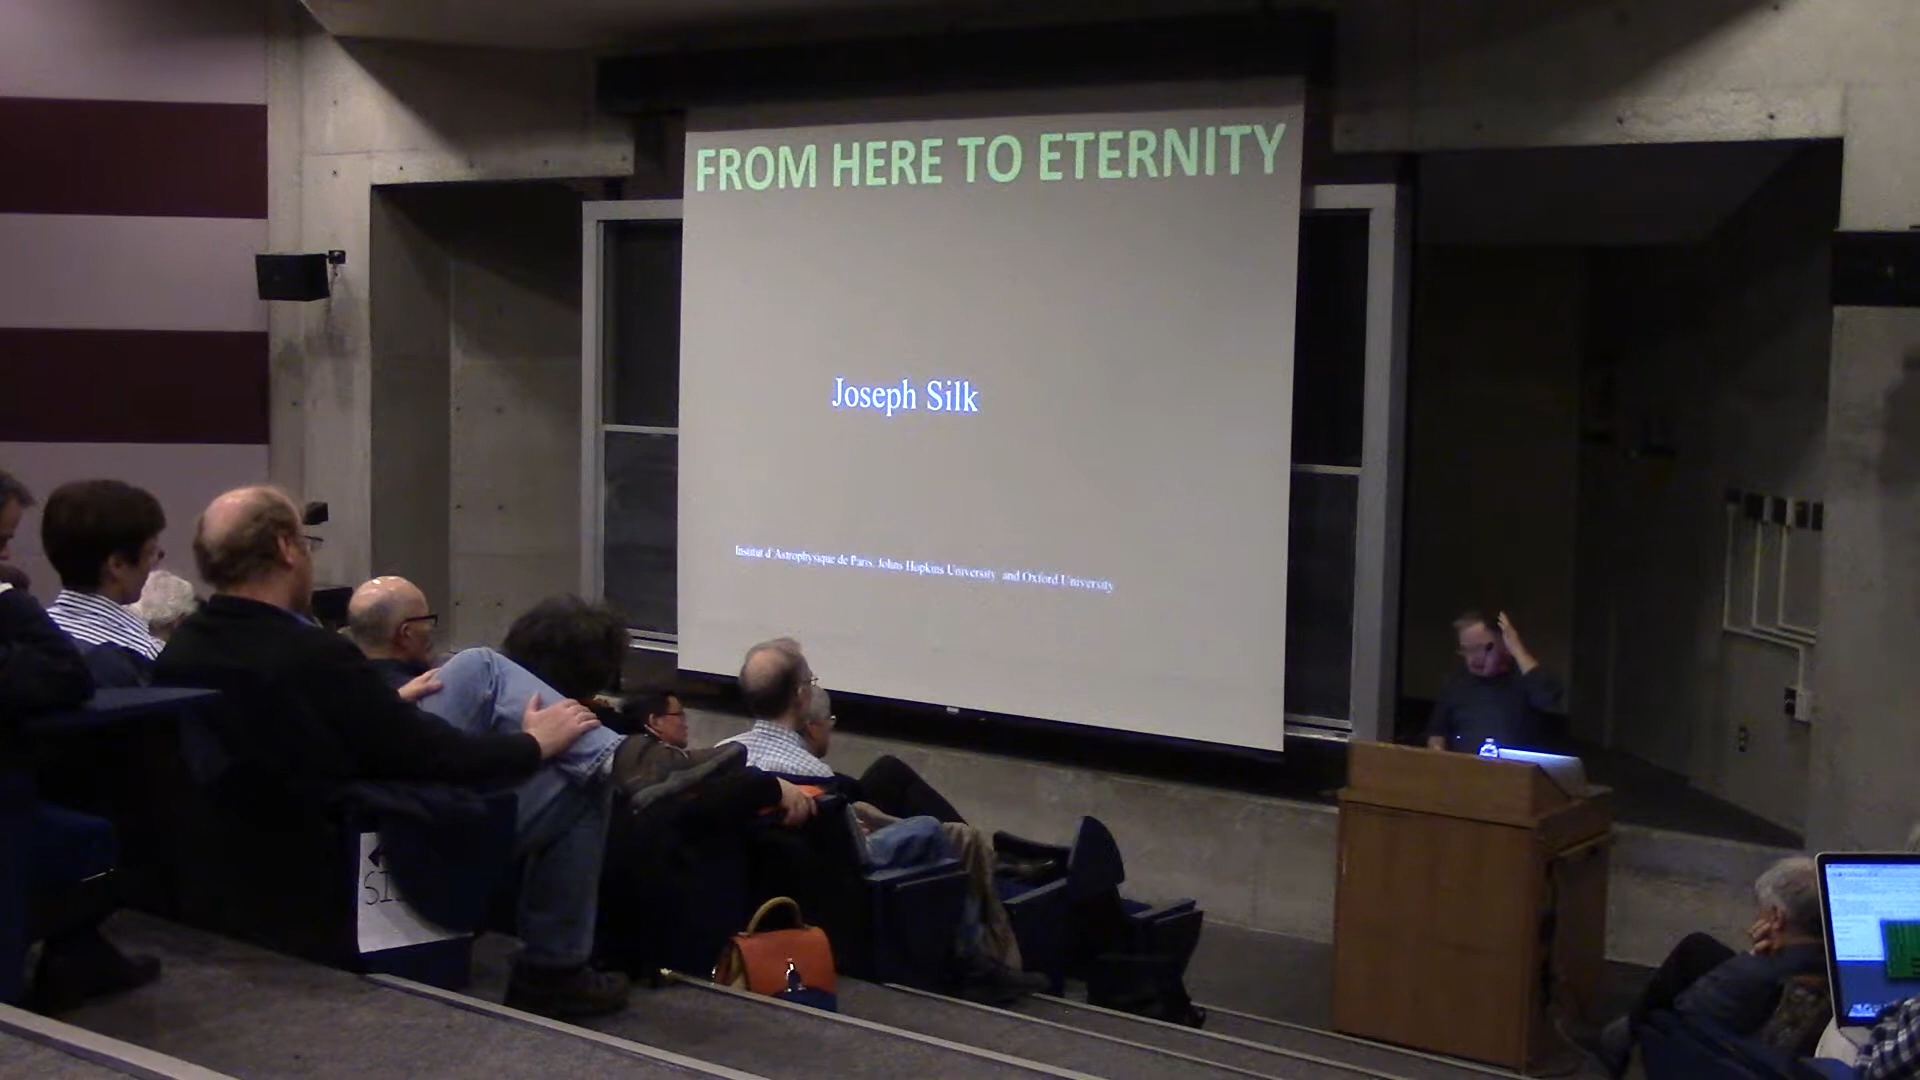 FROM HERE TO ETERNITY
Joseph Silk
Institut d'Astrophysique de Paris, Johns Hopkins University and Oxford University